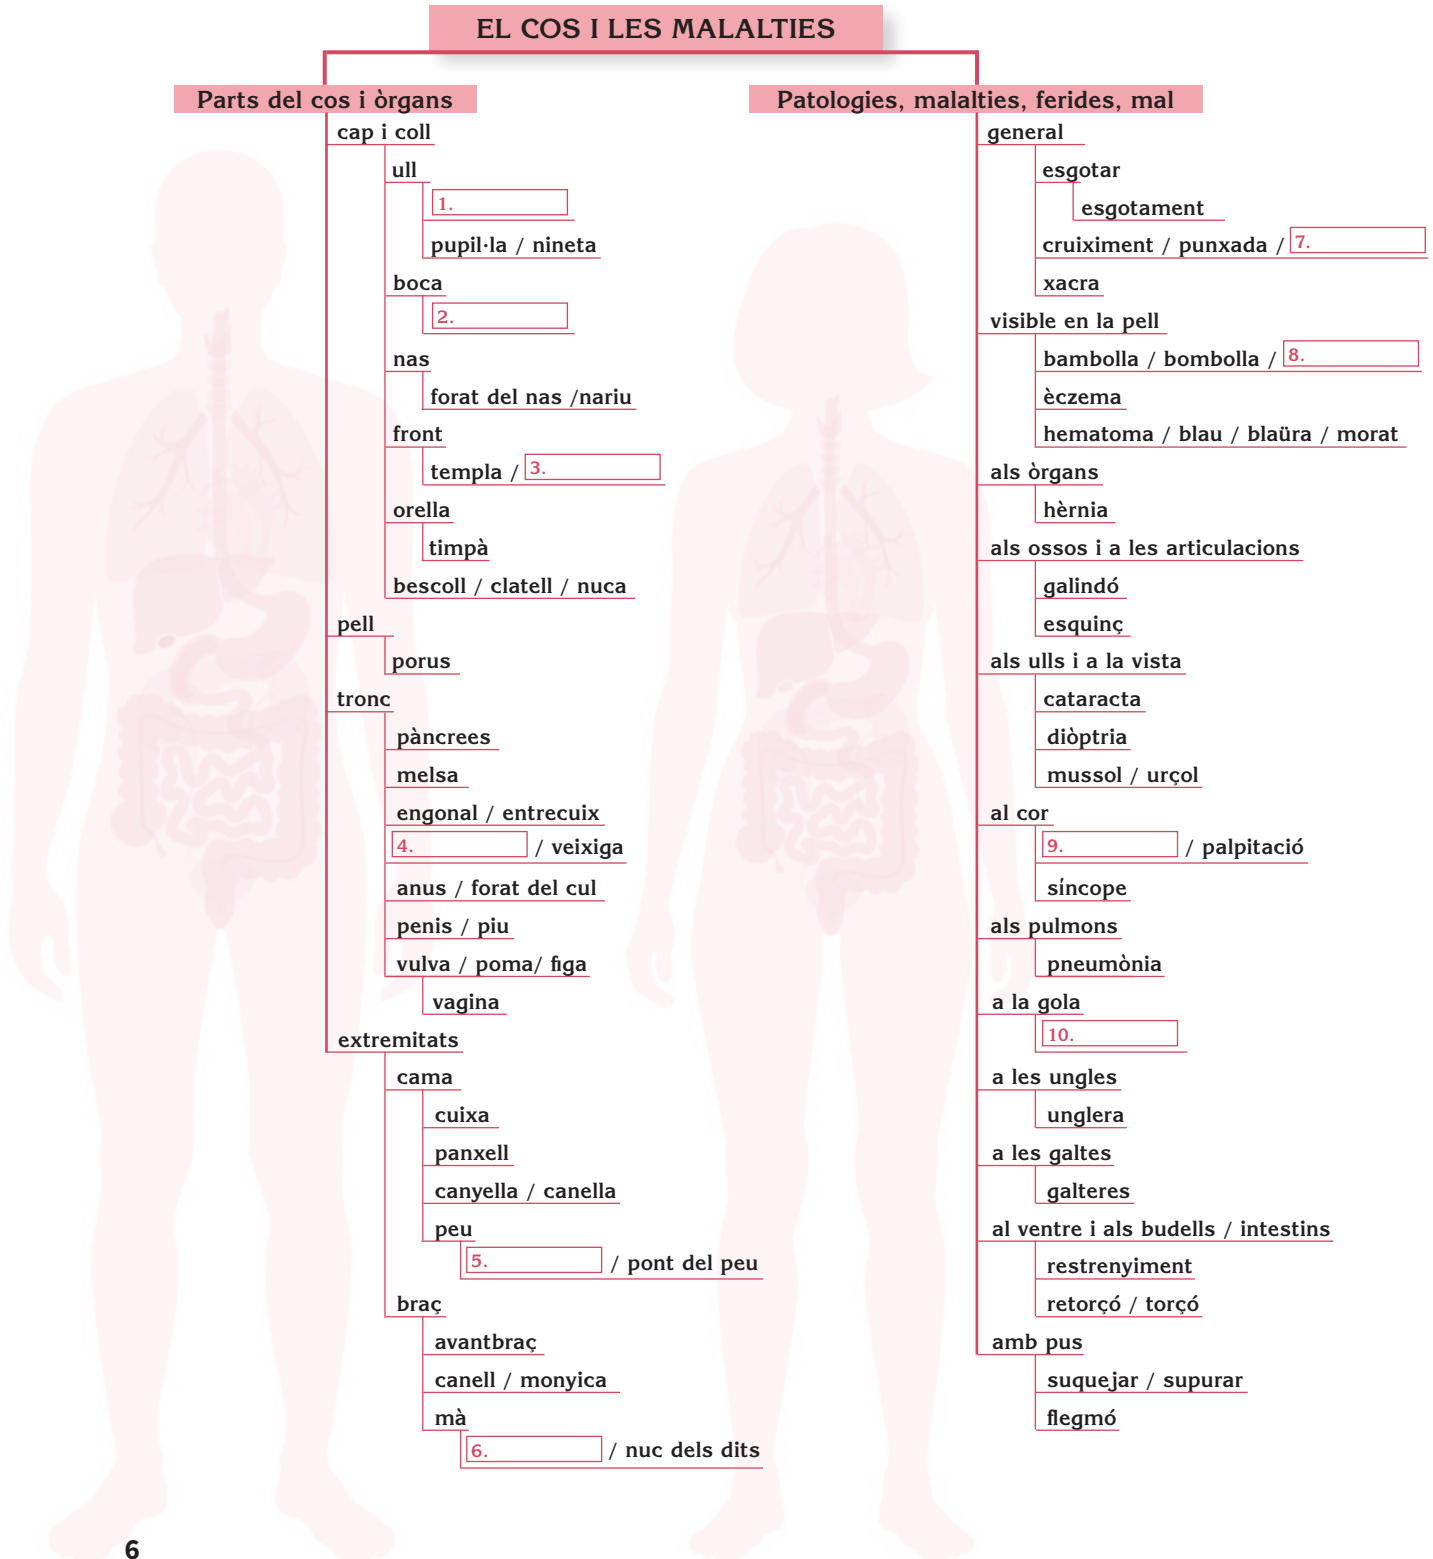 EL COS I LES MALALTIES
Parts del cos i òrgans
cap i coll
ull
1.
pupil·la / nineta
boca
2.
nas
forat del nas /nariu
front
templa / 3.
orella
timpà
bescoll / clatell / nuca
pell
porus
tronc
pàncrees
melsa
engonal / entrecuix
4. / veixiga
anus / forat del cul
penis / piu
vulva / poma/ figa
vagina
extremitats
cama
cuixa
panxell
canyella / canella
peu
5. / pont del peu
braç
avantbraç
canell / monyica
mà
6. / nuc dels dits
Patologies, malalties, ferides, mal
general
esgotar
esgotament
cruiximent / punxada / 7.
xacra
visible en la pell
bambolla / bombolla / 8.
èczema
hematoma / blau / blaüra / morat
als òrgans
hèrnia
als ossos i a les articulacions
galindó
esquinç
als ulls i a la vista
cataracta
diòptria
mussol / urçol
al cor
9. / palpitació
síncope
als pulmons
pneumònia
a la gola
10.
a les ungles
unglera
a les galtes
galteres
al ventre i als budells / intestins
restrenyiment
retorçó / torçó
amb pus
suquejar / supurar
flegmó
6